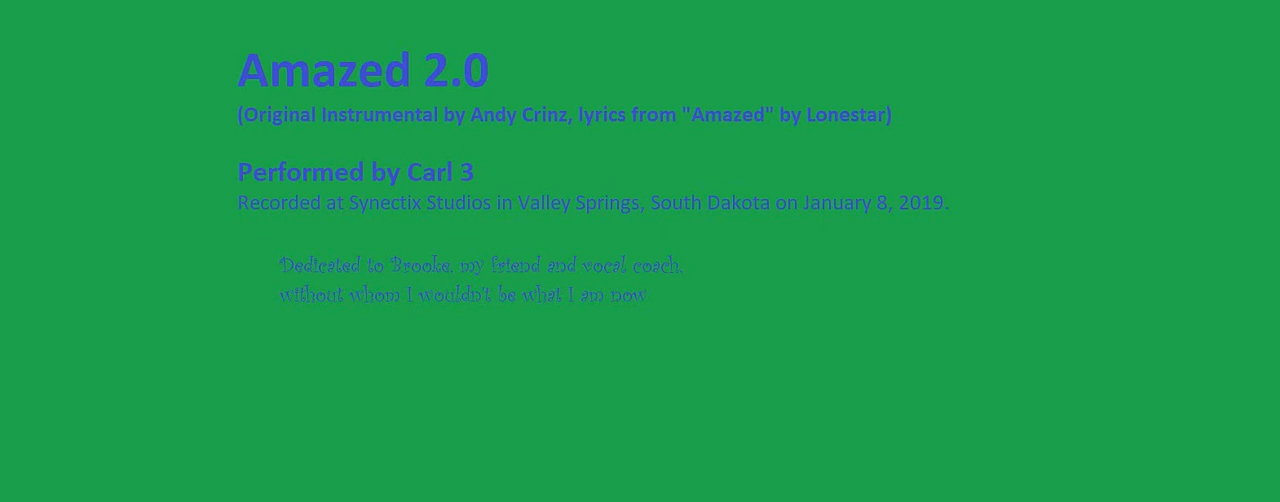 Amazed 2.0
(Original Instrumental by Andy Crinz, lyrics from "Amazed" by Lonestar)
Performed by Carl 3
Recorded at Synectix Studios in Valley Springs, South Dakota on January 8, 2019.
Dedicated to Brooke, my friend and vocal coach,
without whom I wouldn't be what I am now.